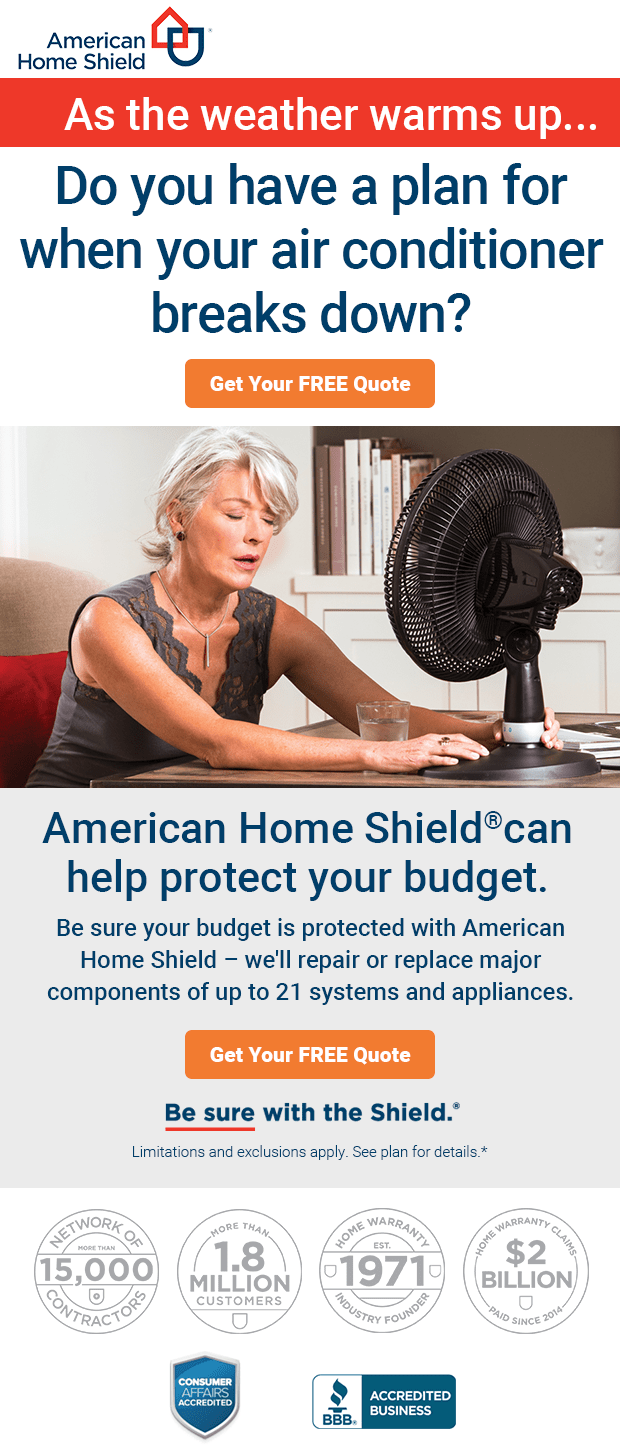 American
Home Shield®
As the weather warms up...
Do you have a plan for
when your air conditioner
breaks down?
Get Your FREE Quote
American Home Shield®can
help protect your budget.
Be sure your budget is protected with American
Home Shield – we'll repair or replace major
components of up to 21 systems and appliances.
Get Your FREE Quote
Be sure with the Shield.®
Limitations and exclusions apply. See plan for details.*
NETWORK OF
MORE THAN
15,000
CONTRACTORS
MORE THAN
1.8
MILLION
CUSTOMERS
HOME WARRANTY
EST.
1971
INDUSTRY FOUNDER
HOME WARRANTY CLAIMS
$2
BILLION
PAID SINCE 2014
CONSUMER
AFFAIRS
ACCREDITED
BBB
ACCREDITED
BUSINESS